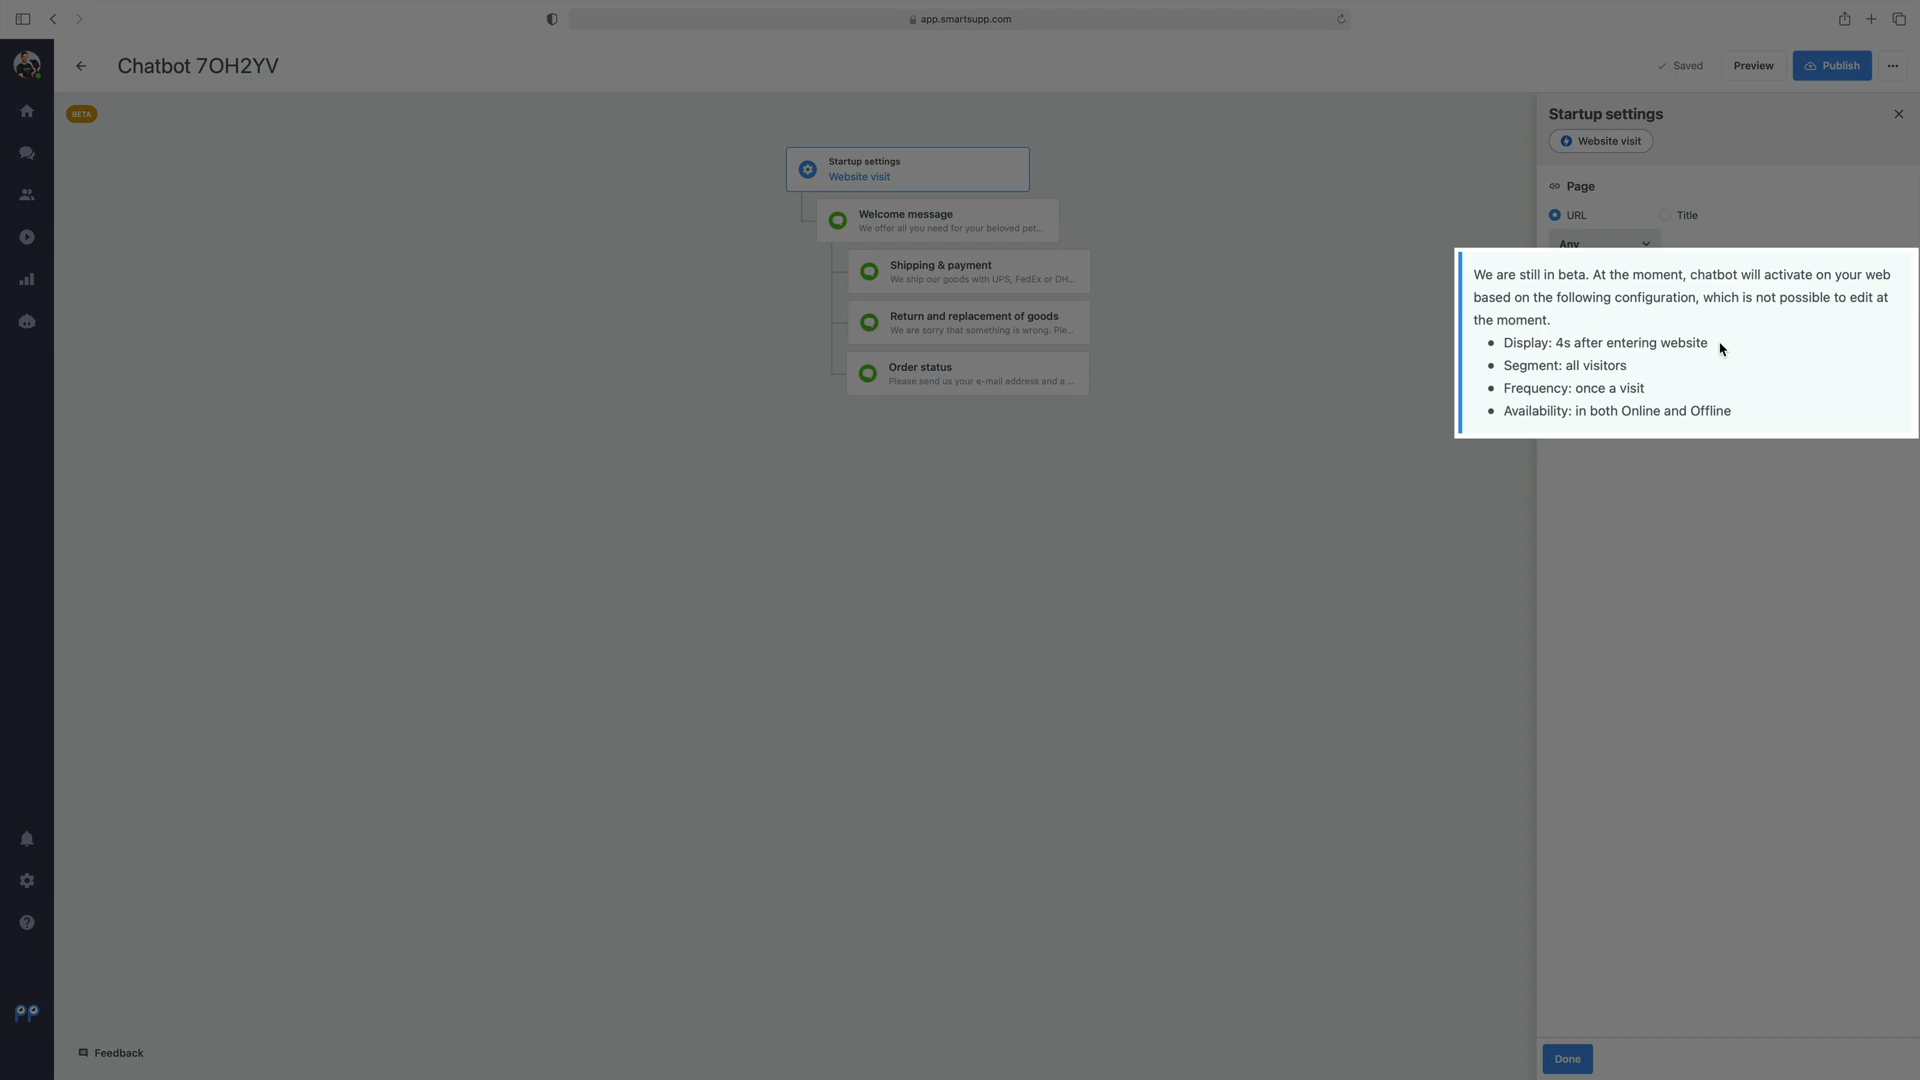 app.smartsupp.com
Chatbot 7OH2YV
Saved
Preview
Publish
BETA
Startup settings
Website visit
Welcome message
We offer all you need for your beloved pet...
Shipping & payment
We ship our goods with UPS, FedEx or DH...
Return and replacement of goods
We are sorry that something is wrong. Ple...
Order status
Please send us your e-mail address and a ...
Startup settings
Website visit
Page
URL
Title
Any
We are still in beta. At the moment, chatbot will activate on your web
based on the following configuration, which is not possible to edit at
the moment.
• Display: 4s after entering website
• Segment: all visitors
• Frequency: once a visit
• Availability: in both Online and Offline
Feedback
Done